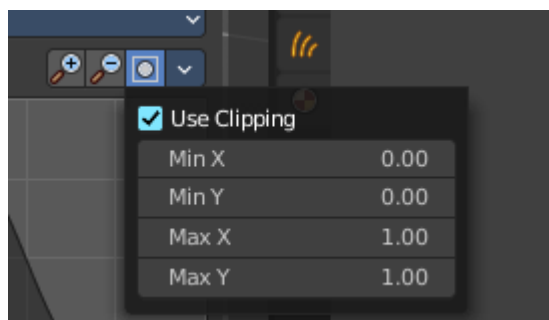 Use Clipping
Min X 0.00
Min Y 0.00
Max X 1.00
Max Y 1.00